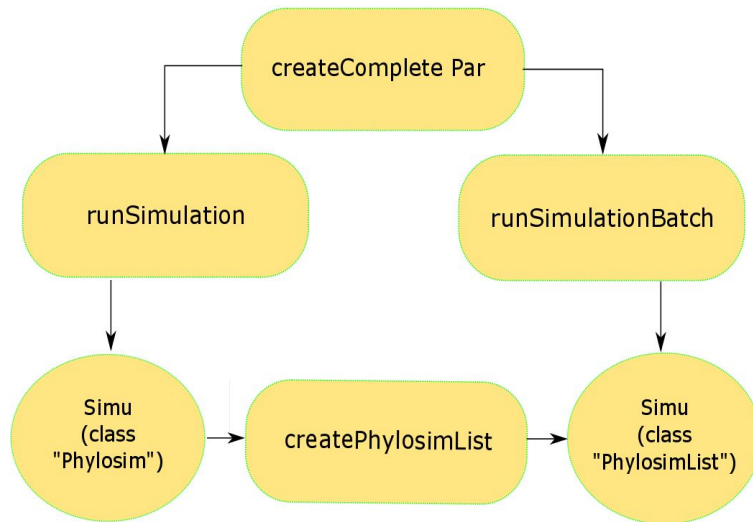 createComplete Par
runSimulation
runSimulationBatch
Simu
(class
"Phylosim")
createPhylosimList
Simu
(class
"PhylosimList")